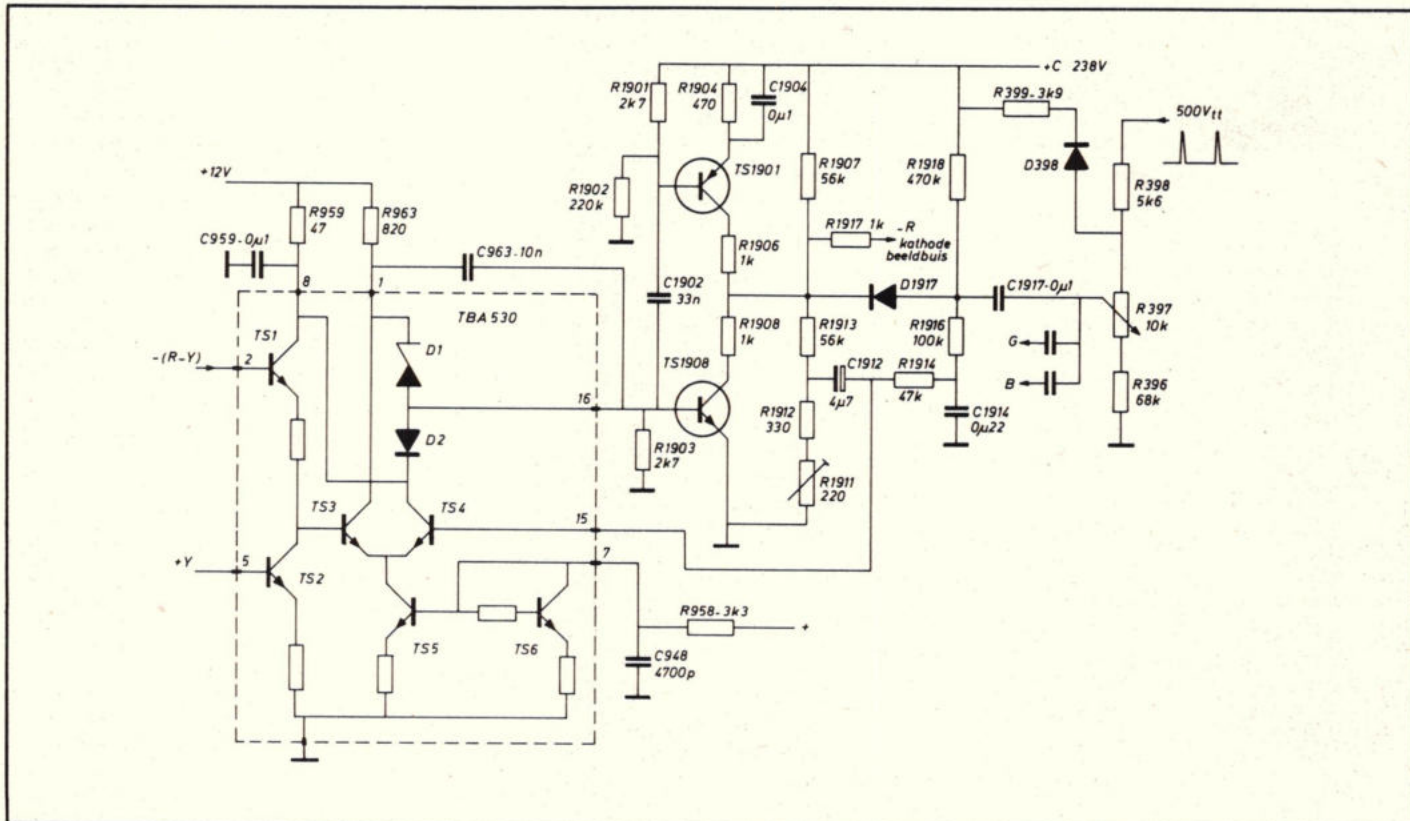 +C 238V
R1901
2k7
R1904
470
C1904
0µ1
R399-3k9
500Vtt
D398
R398
5k6
TS1901
R1907
56k
R1918
470k
+12V
R1902
220k
R959
47
R963
820
R1917 1k
-R
kathode
beeldbuis
C959-0µ1
C963-10n
R1906
1k
C1902
33n
D1917
C1917-0µ1
R397
10k
8
1
TBA 530
TS1
D1
R1908
1k
R1913
56k
R1916
100k
G
B
-(R-Y)
2
TS1908
C1912
4µ7
R1914
47k
R396
68k
16
D2
R1903
2k7
R1912
330
C1914
0µ22
R1911
220
TS3
TS4
15
+Y
5
TS2
7
R958-3k3
+
TS5
TS6
C948
4700p